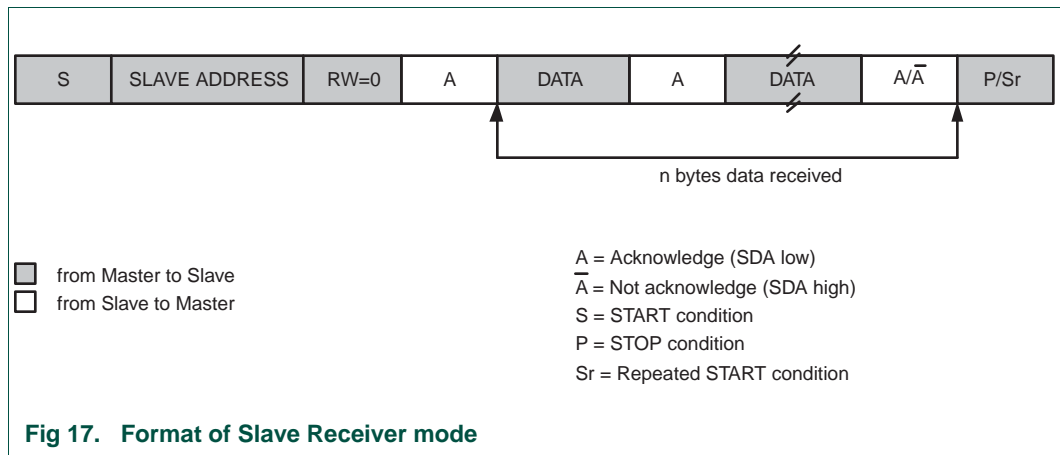 S SLAVE ADDRESS RW=0 A DATA A DATA A/A̅ P/Sr
n bytes data received
from Master to Slave
from Slave to Master
A = Acknowledge (SDA low)
A̅ = Not acknowledge (SDA high)
S = START condition
P = STOP condition
Sr = Repeated START condition
Fig 17. Format of Slave Receiver mode